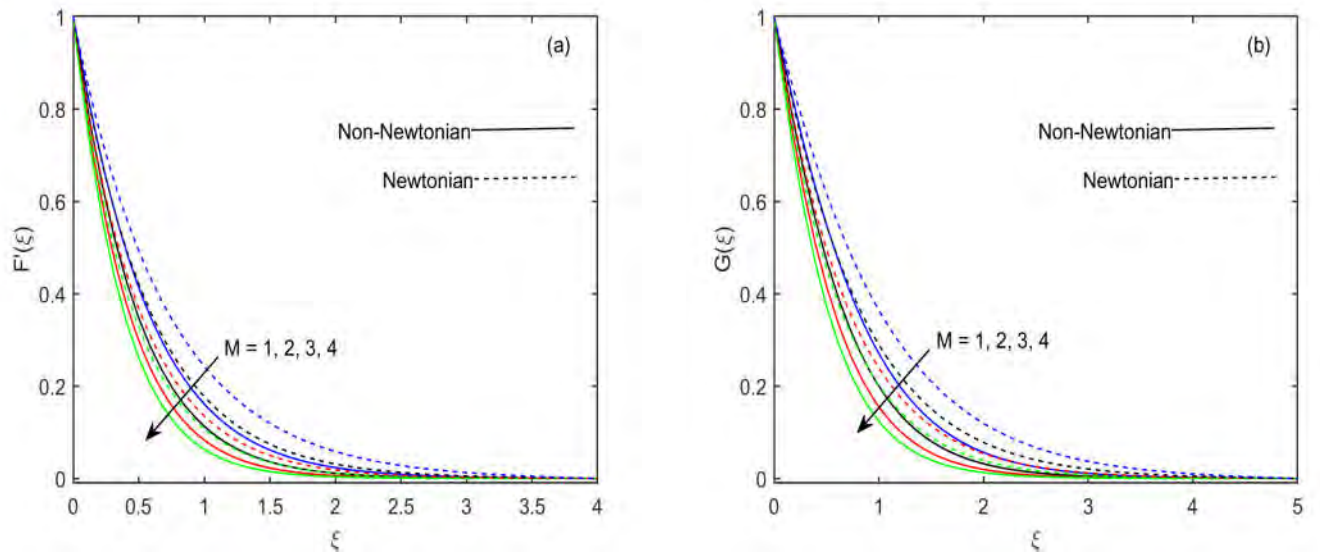 (a)
Non-Newtonian
Newtonian
M = 1, 2, 3, 4
F'(ξ)
1
0.8
0.6
0.4
0.2
0
0 0.5 1 1.5 2 2.5 3 3.5 4
ξ
(b)
Non-Newtonian
Newtonian
M = 1, 2, 3, 4
G(ξ)
1
0.8
0.6
0.4
0.2
0
0 1 2 3 4 5
ξ